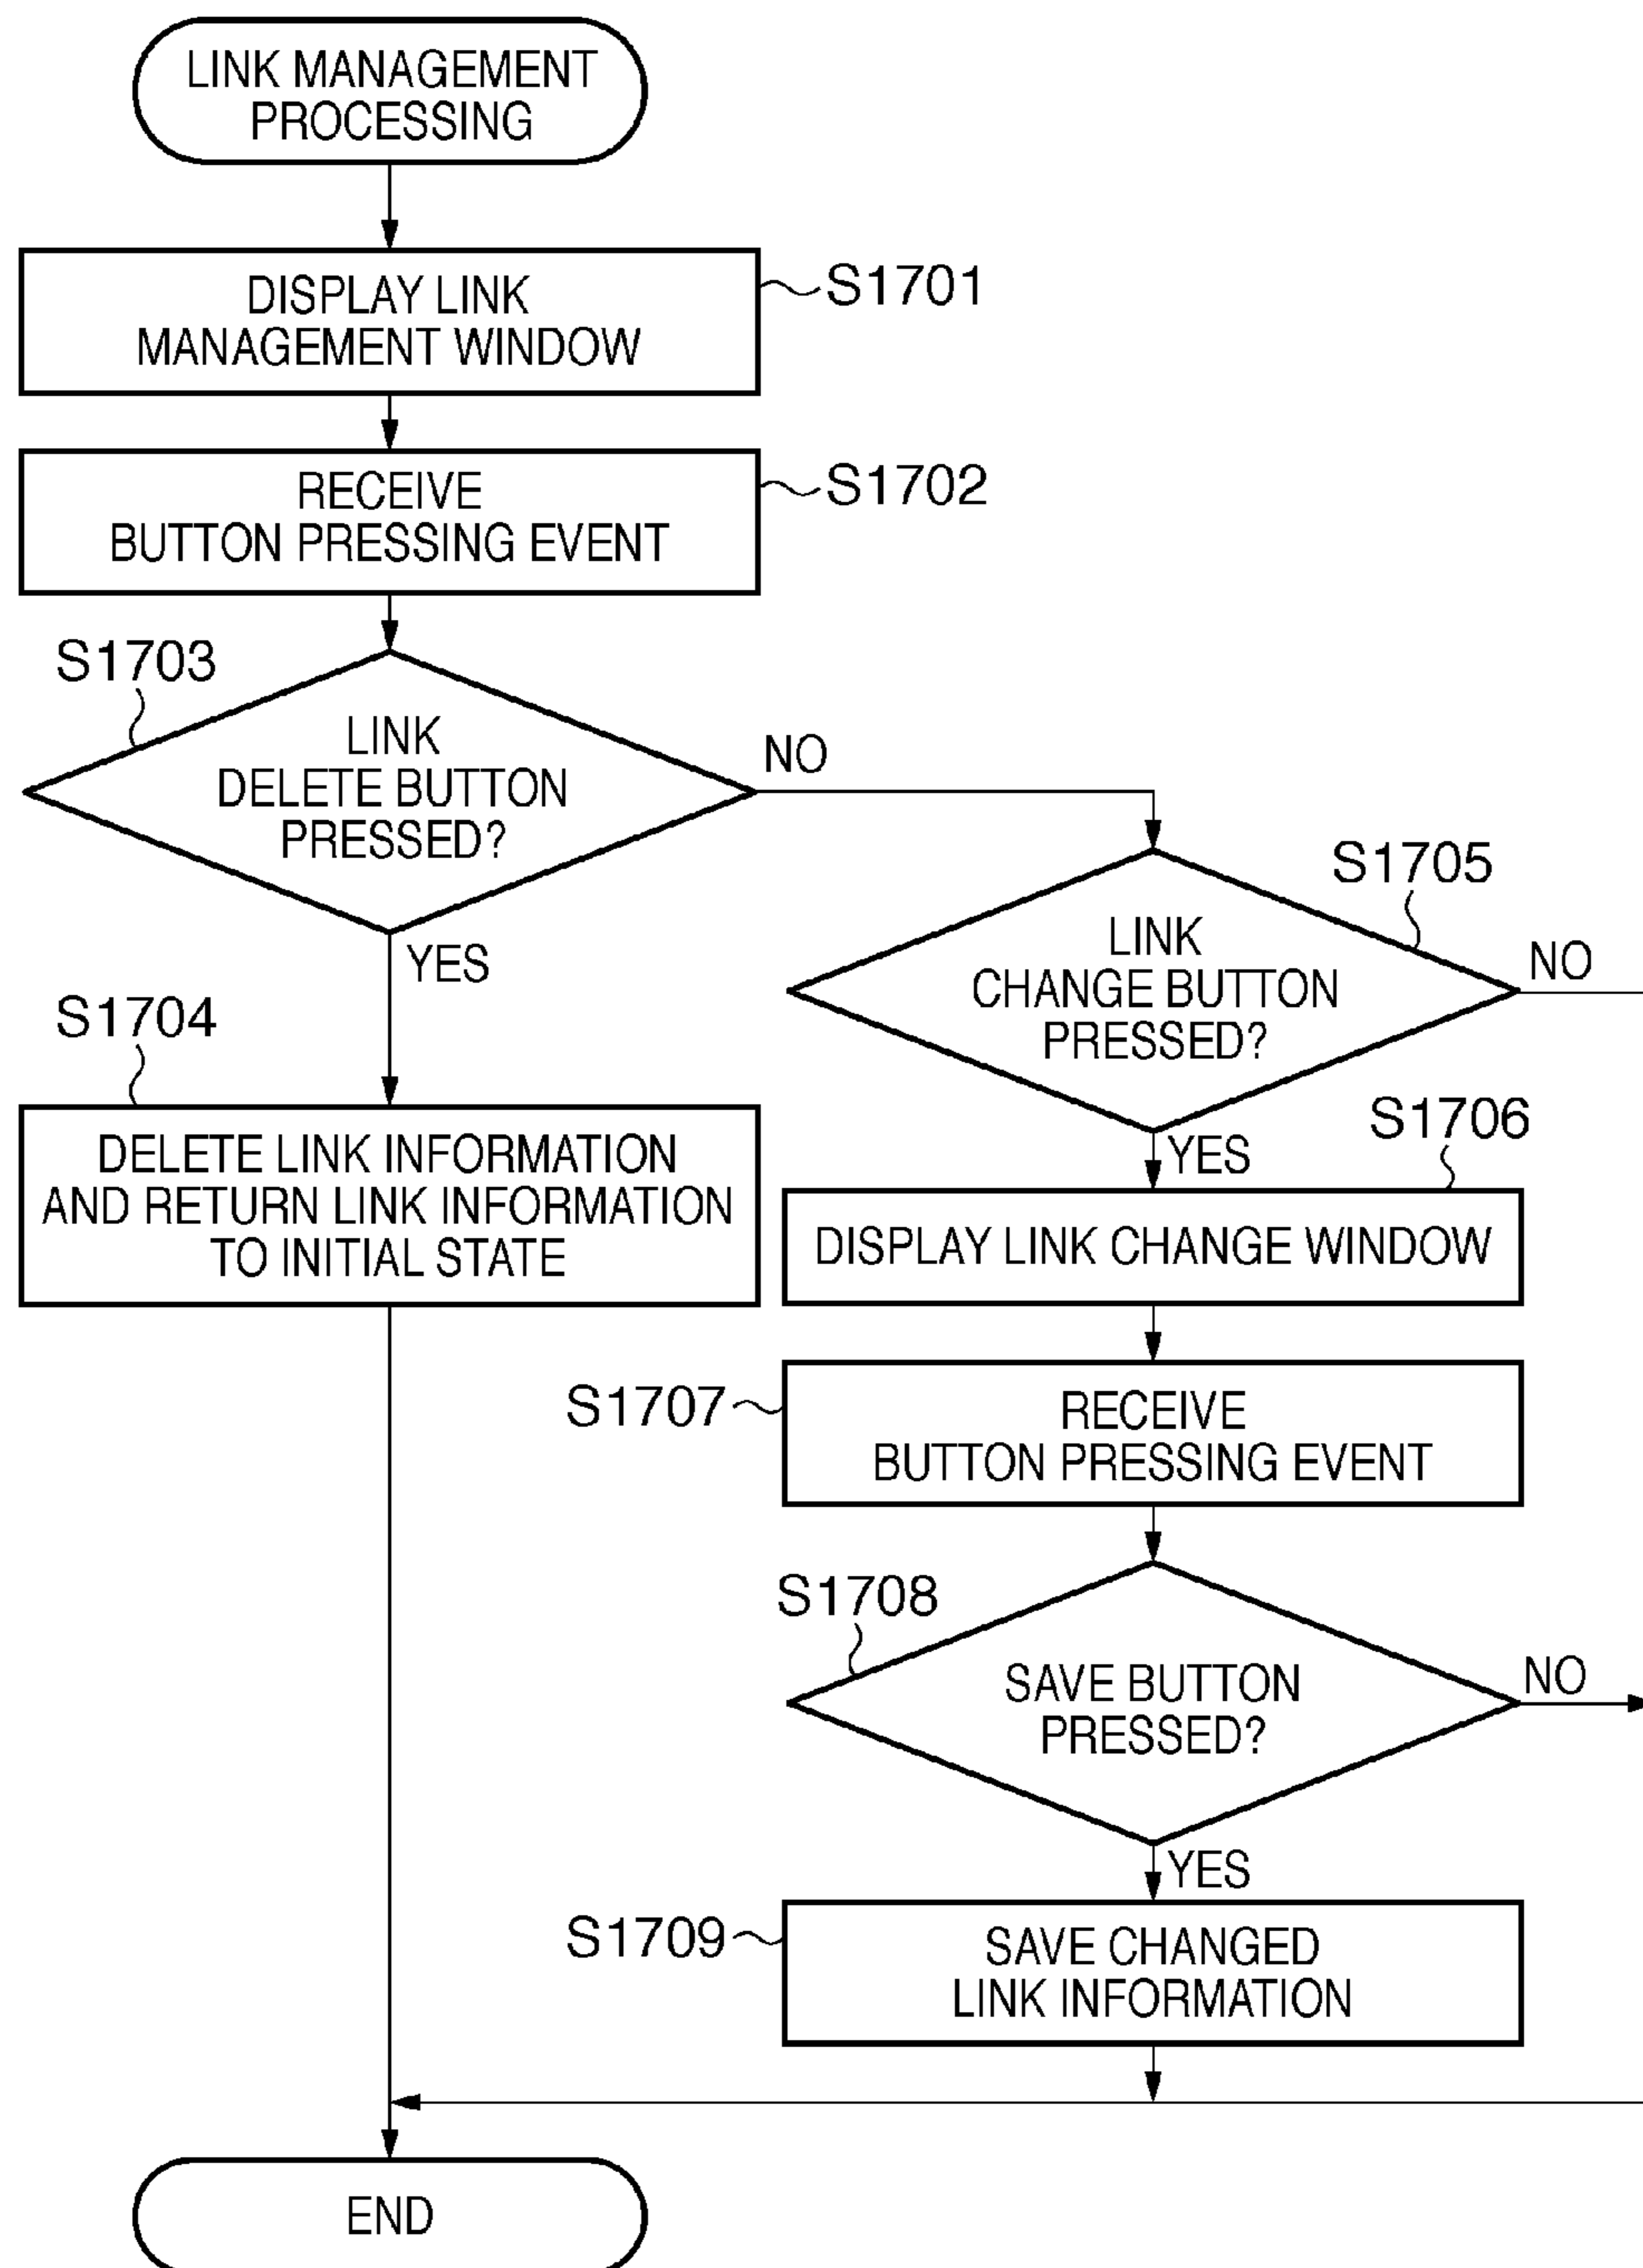 LINK MANAGEMENT
PROCESSING
DISPLAY LINK
MANAGEMENT WINDOW
S1701
RECEIVE
BUTTON PRESSING EVENT
S1702
S1703
LINK
DELETE BUTTON
PRESSED?
NO
YES
S1704
DELETE LINK INFORMATION
AND RETURN LINK INFORMATION
TO INITIAL STATE
S1705
LINK
CHANGE BUTTON
PRESSED?
NO
YES
S1706
DISPLAY LINK CHANGE WINDOW
S1707
RECEIVE
BUTTON PRESSING EVENT
S1708
SAVE BUTTON
PRESSED?
NO
YES
S1709
SAVE CHANGED
LINK INFORMATION
END